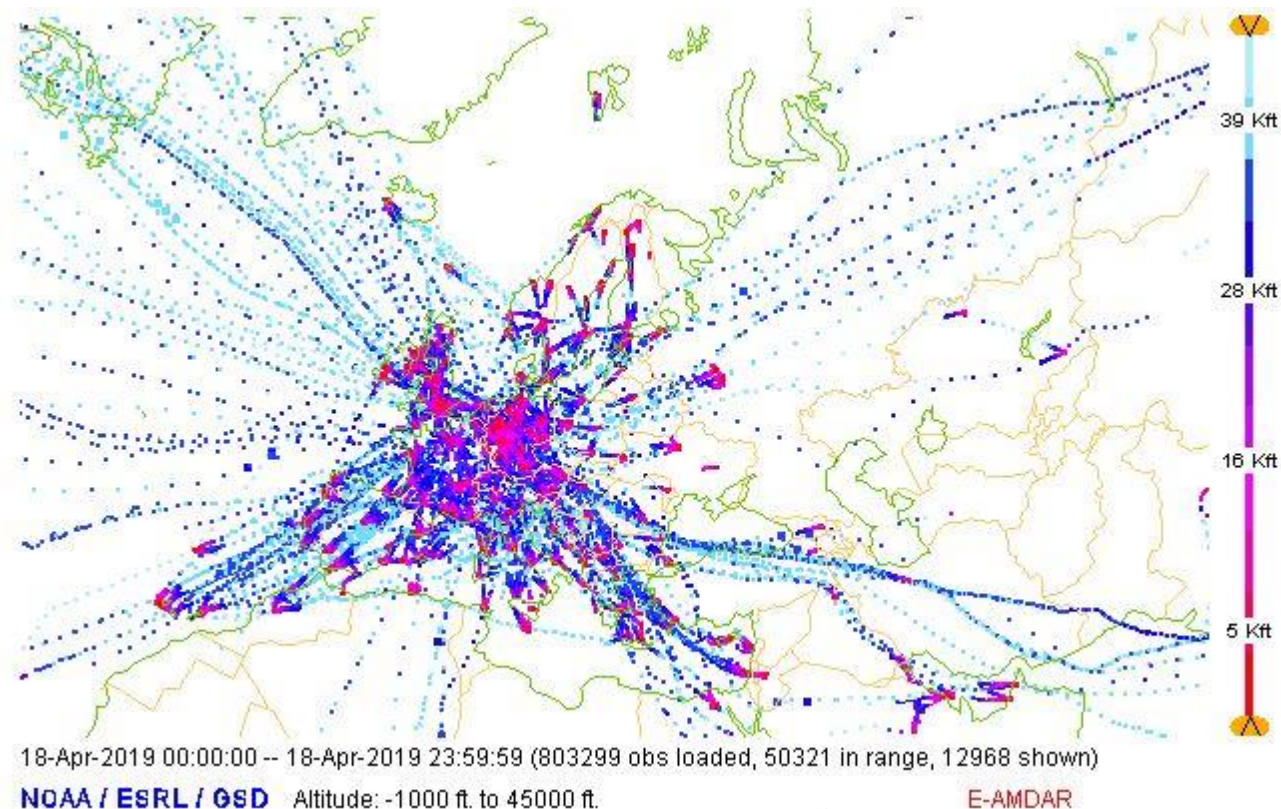 39 Kft
28 Kft
16 Kft
5 Kft
18-Apr-2019 00:00:00 -- 18-Apr-2019 23:59:59 (803299 obs loaded, 50321 in range, 12968 shown)
NOAA / ESRL / GSD Altitude: -1000 ft. to 45000 ft. E-AMDAR